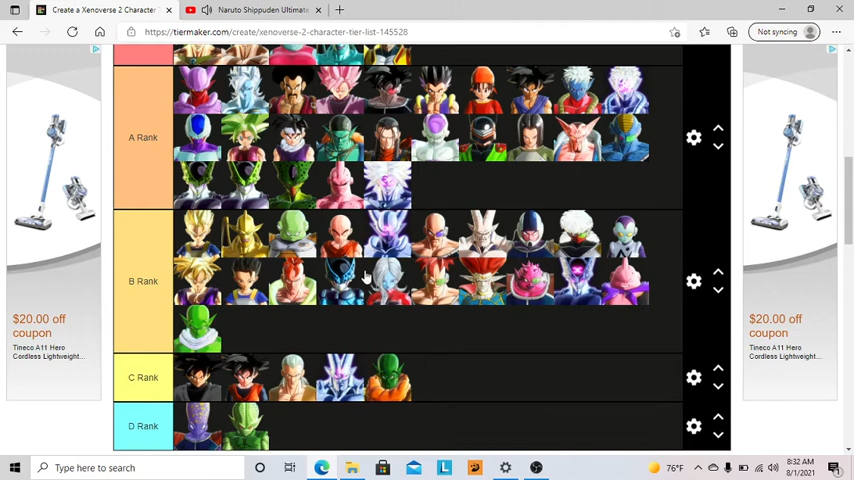 Create a Xenoverse 2 Character
Naruto Shippuden Ultimate
https://tiermaker.com/create/xenoverse-2-character-tier-list-145528
Not syncing
A Rank
B Rank
C Rank
D Rank
$20.00 off
coupon
Tineco A11 Hero
Cordless Lightweight...
$20.00 off
coupon
Tineco A11 Hero
Cordless Lightweight...
Type here to search
76°F
8:32 AM
8/1/2021